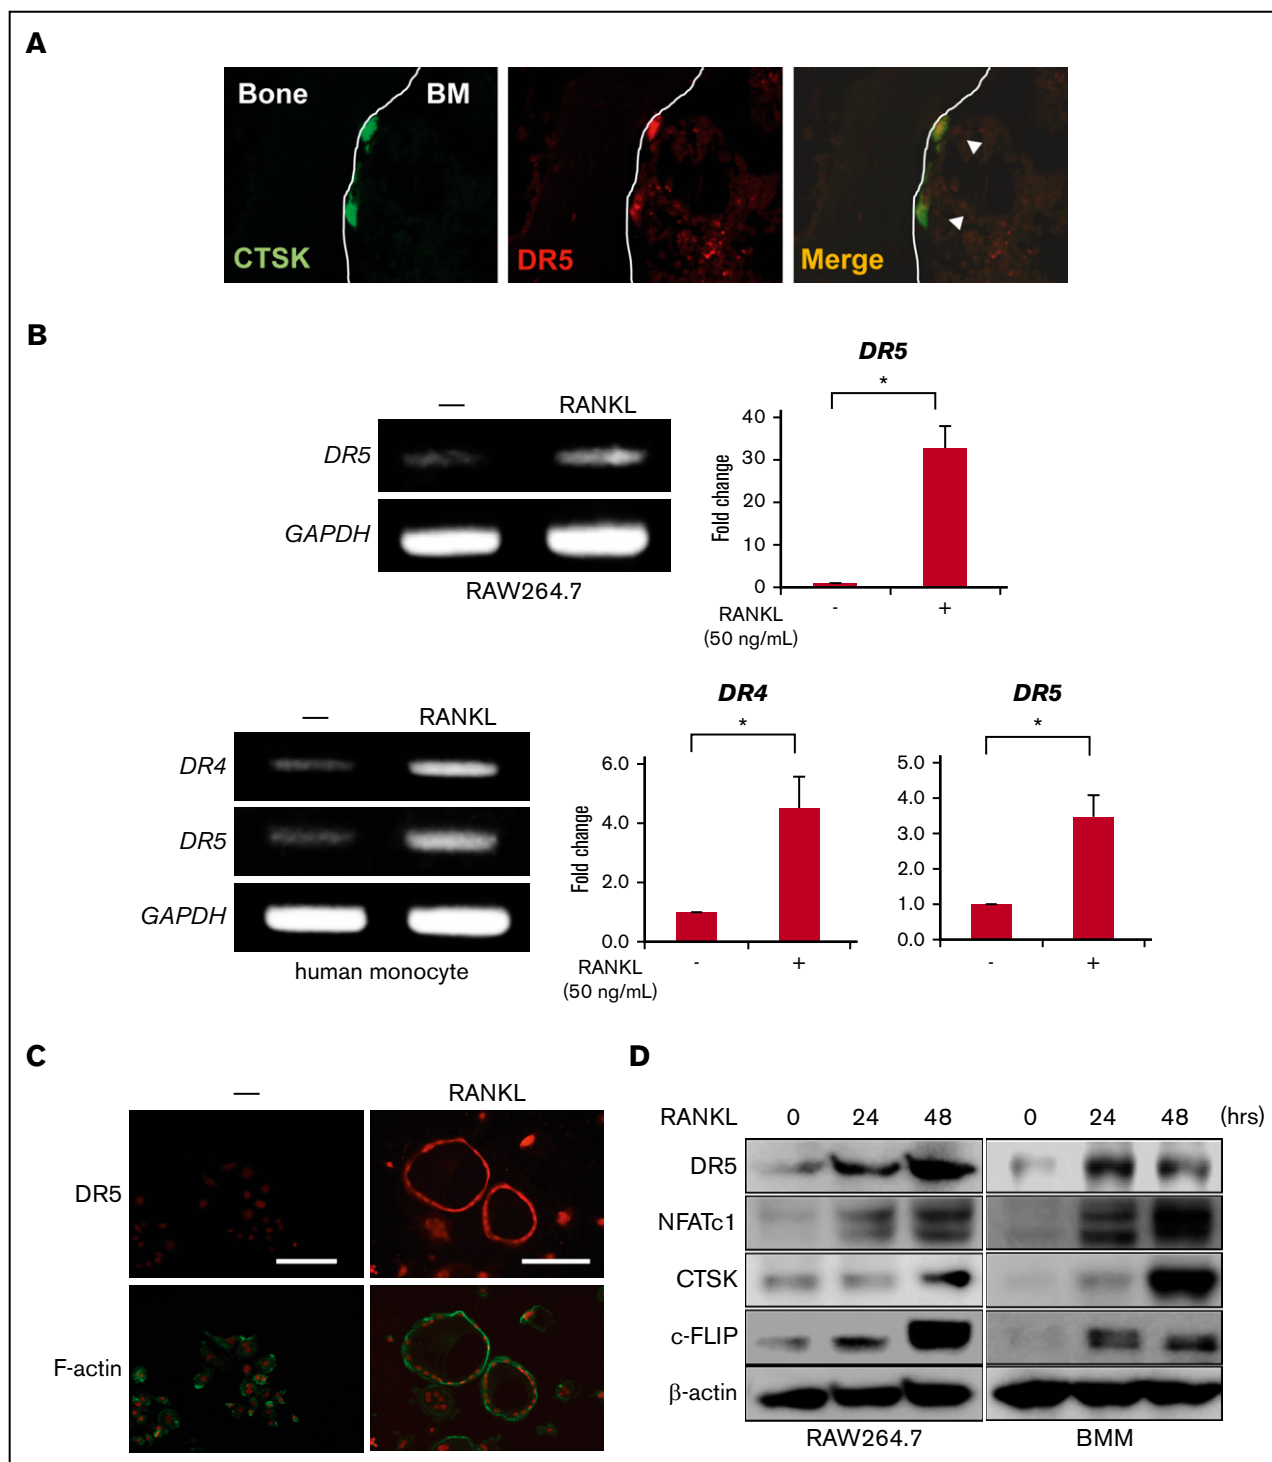 A
Bone BM
CTSK
DR5
Merge
B
— RANKL
DR5
GAPDH
RAW264.7
DR5
*
40
30
20
10
0
Fold change
- +
RANKL
(50 ng/mL)
— RANKL
DR4
DR5
GAPDH
human monocyte
DR4
*
6.0
4.0
2.0
0.0
Fold change
- +
RANKL
(50 ng/mL)
DR5
*
5.0
4.0
3.0
2.0
1.0
0.0
- +
C
— RANKL
DR5
F-actin
D
RANKL 0 24 48 0 24 48 (hrs)
DR5
NFATc1
CTSK
c-FLIP
β-actin
RAW264.7 BMM